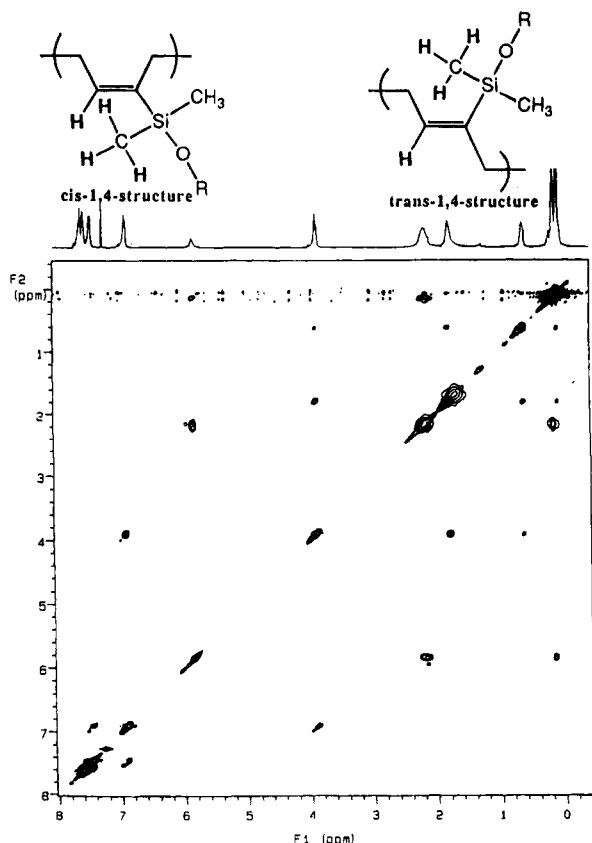 H
H
C
H
H
Si
CH₃
O
R
cis-1,4-structure
R
O
H
H
C
H
Si
CH₃
H
trans-1,4-structure
F2
(ppm)
1
2
3
4
5
6
7
8
8
7
6
5
4
3
2
1
0
F1 (ppm)